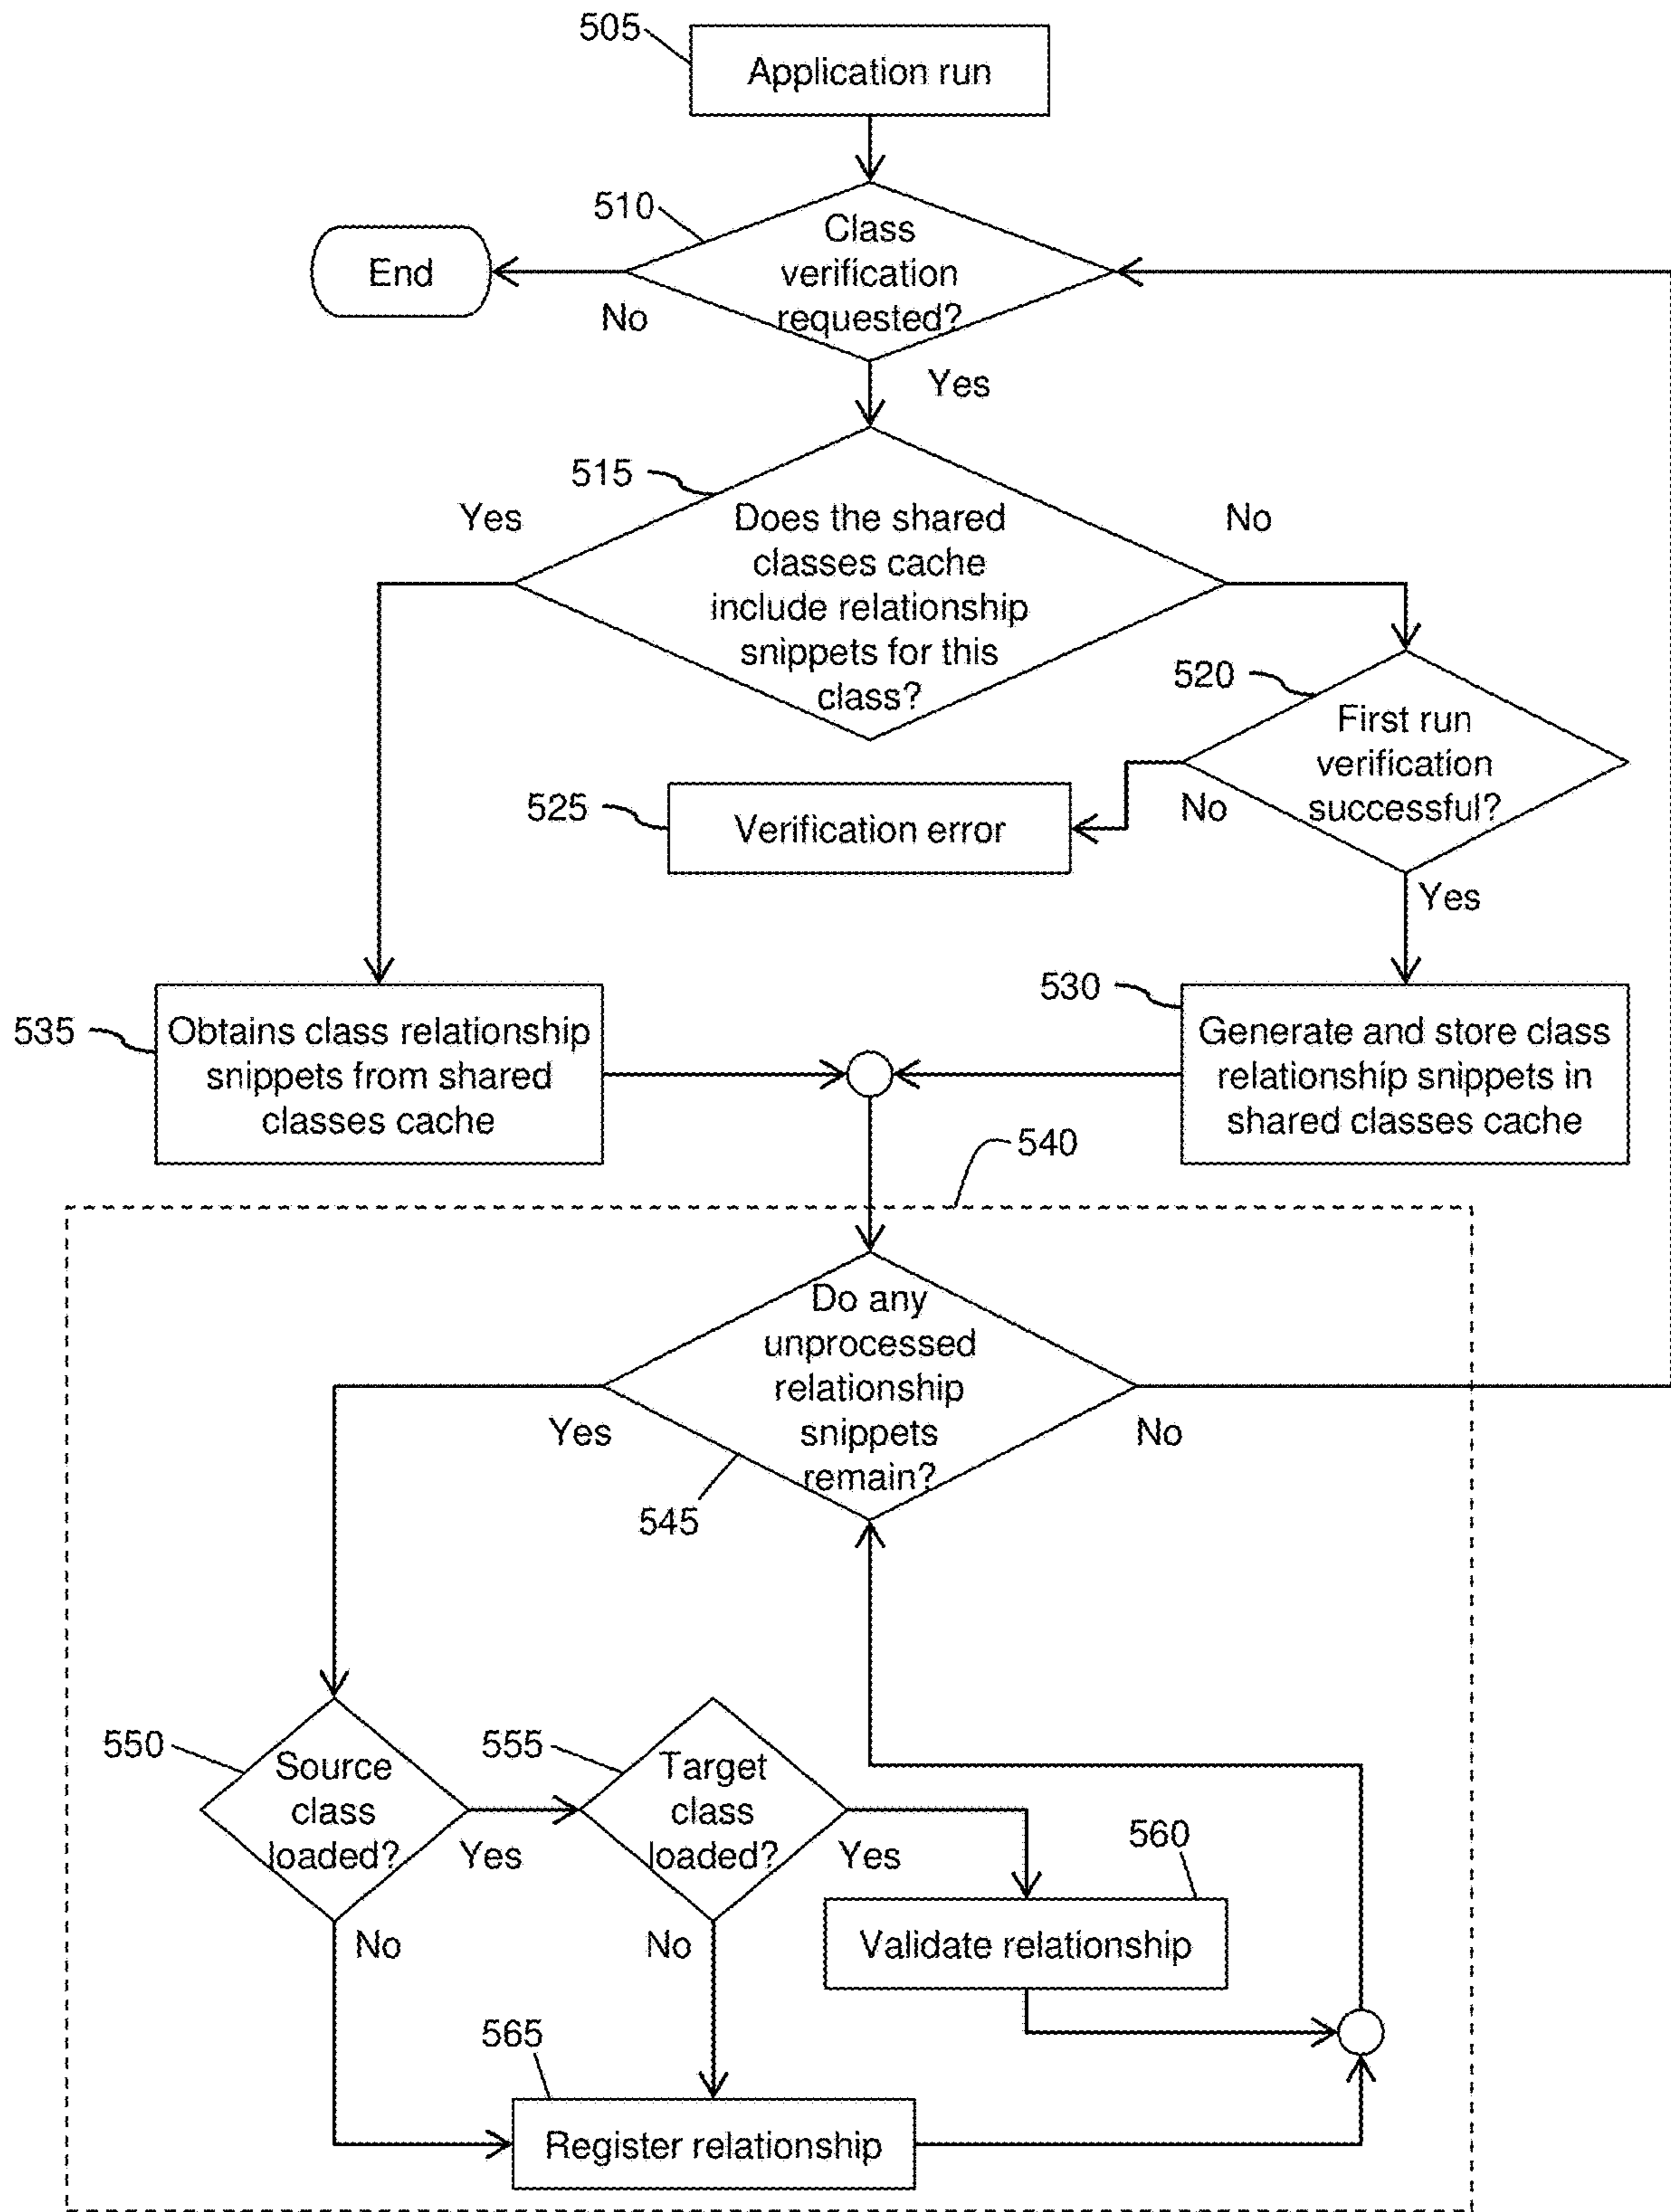 505
Application run
510
Class
verification
requested?
End
No
Yes
515
Yes
Does the shared
classes cache
include relationship
snippets for this
class?
No
520
First run
verification
successful?
525
Verification error
No
Yes
535
Obtains class relationship
snippets from shared
classes cache
530
Generate and store class
relationship snippets in
shared classes cache
540
Do any
unprocessed
relationship
snippets
remain?
Yes
No
545
550
Source
class
loaded?
Yes
No
555
Target
class
loaded?
Yes
No
560
Validate relationship
565
Register relationship